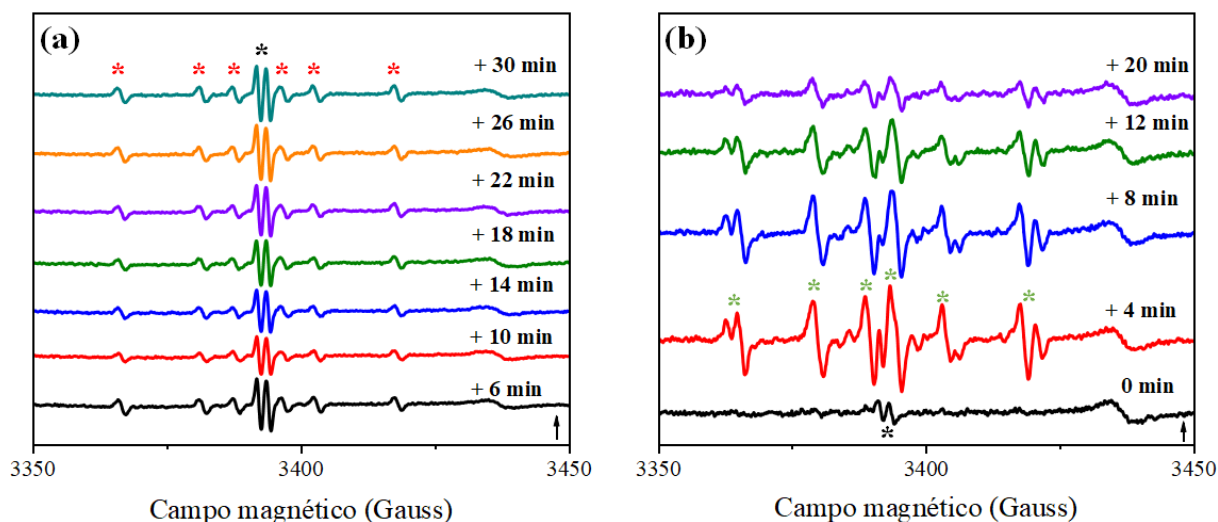 (a)
*
* * * * * *
+ 30 min
+ 26 min
+ 22 min
+ 18 min
+ 14 min
+ 10 min
+ 6 min
3350
3400
3450
Campo magnético (Gauss)
(b)
+ 20 min
+ 12 min
+ 8 min
* * * * * *
+ 4 min
0 min
*
3350
3400
3450
Campo magnético (Gauss)